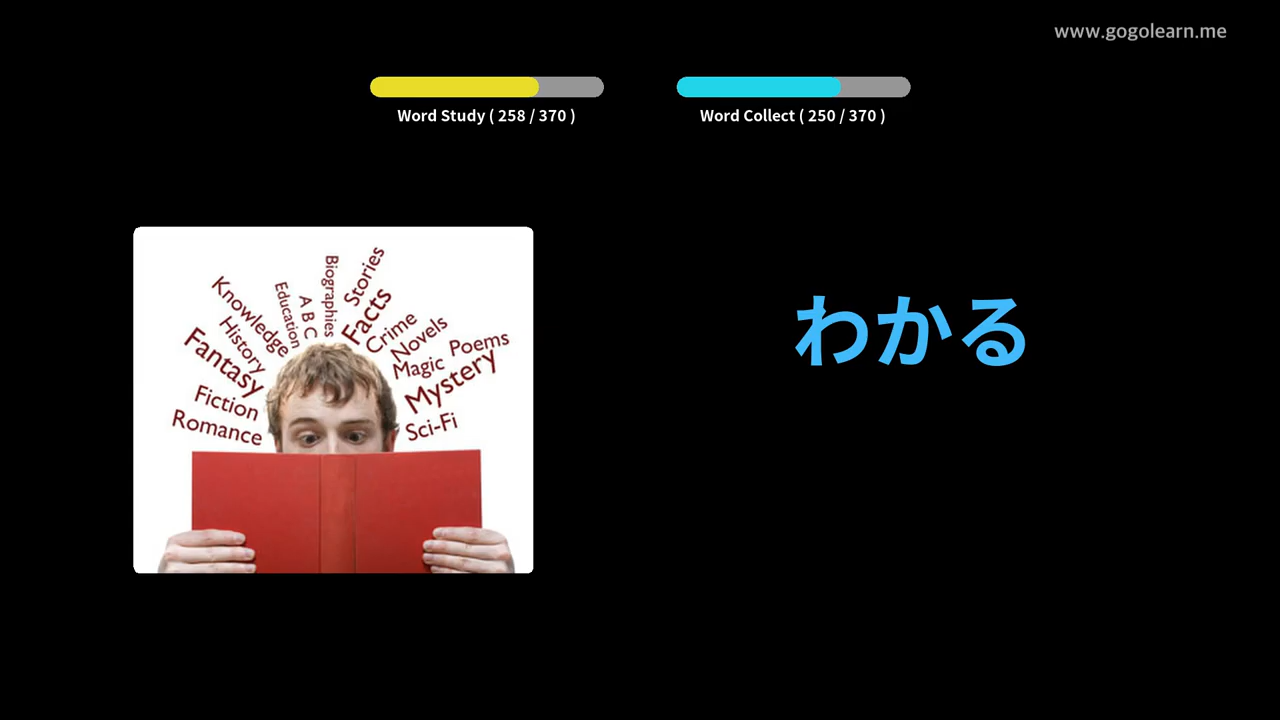 www.gogolearn.me
Word Study ( 258 / 370 )
Word Collect ( 250 / 370 )
Biographies
Stories
Facts
A B C
Education
Knowledge
History
Fantasy
Fiction
Romance
Crime
Novels
Magic
Poems
Mystery
Sci-Fi
わかる